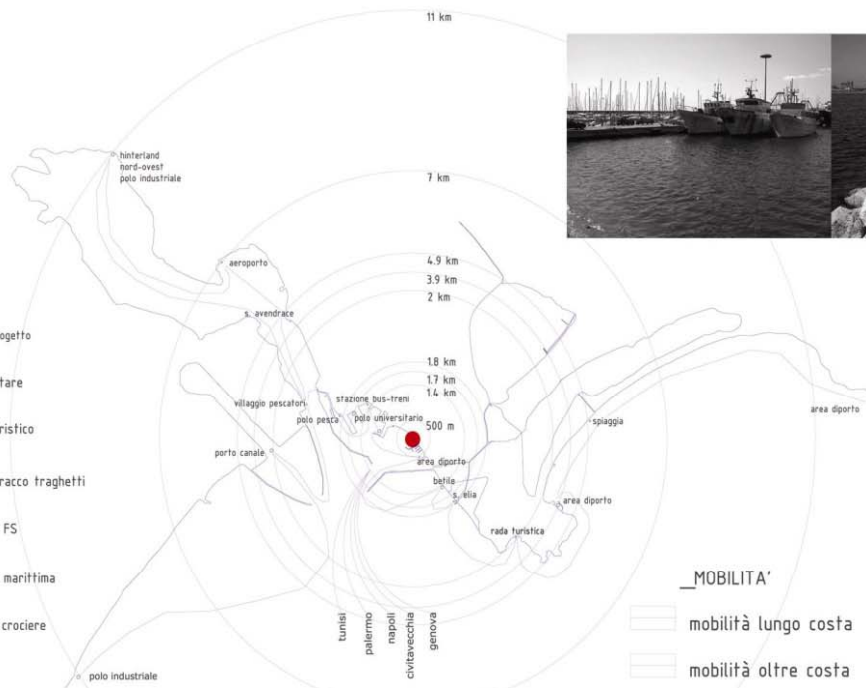 11 km
hinterland
nord-ovest
polo industriale
7 km
aeroporto
4.9 km
3.9 km
2 km
s. avendrace
1.8 km
1.7 km
1.4 km
stazione bus-treni
villaggio pescatori
polo pesca
polo universitario
500 m
area diporto
spiaggia
porto canale
area diporto
betile
s. elia
area diporto
rada turistica
tare
ristico
racco traghetti
FS
marittima
crociere
tunisi
palermo
napoli
civitavecchia
genova
polo industriale
_MOBILITA'
mobilità lungo costa
mobilità oltre costa